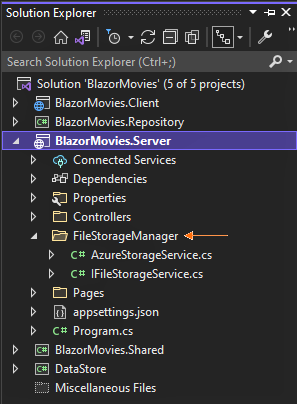 Solution Explorer
Search Solution Explorer (Ctrl+;)
Solution 'BlazorMovies' (5 of 5 projects)
BlazorMovies.Client
C# BlazorMovies.Repository
BlazorMovies.Server
Connected Services
Dependencies
Properties
Controllers
FileStorageManager
C# AzureStorageService.cs
C# IFileStorageService.cs
Pages
appsettings.json
C# Program.cs
C# BlazorMovies.Shared
C# DataStore
Miscellaneous Files